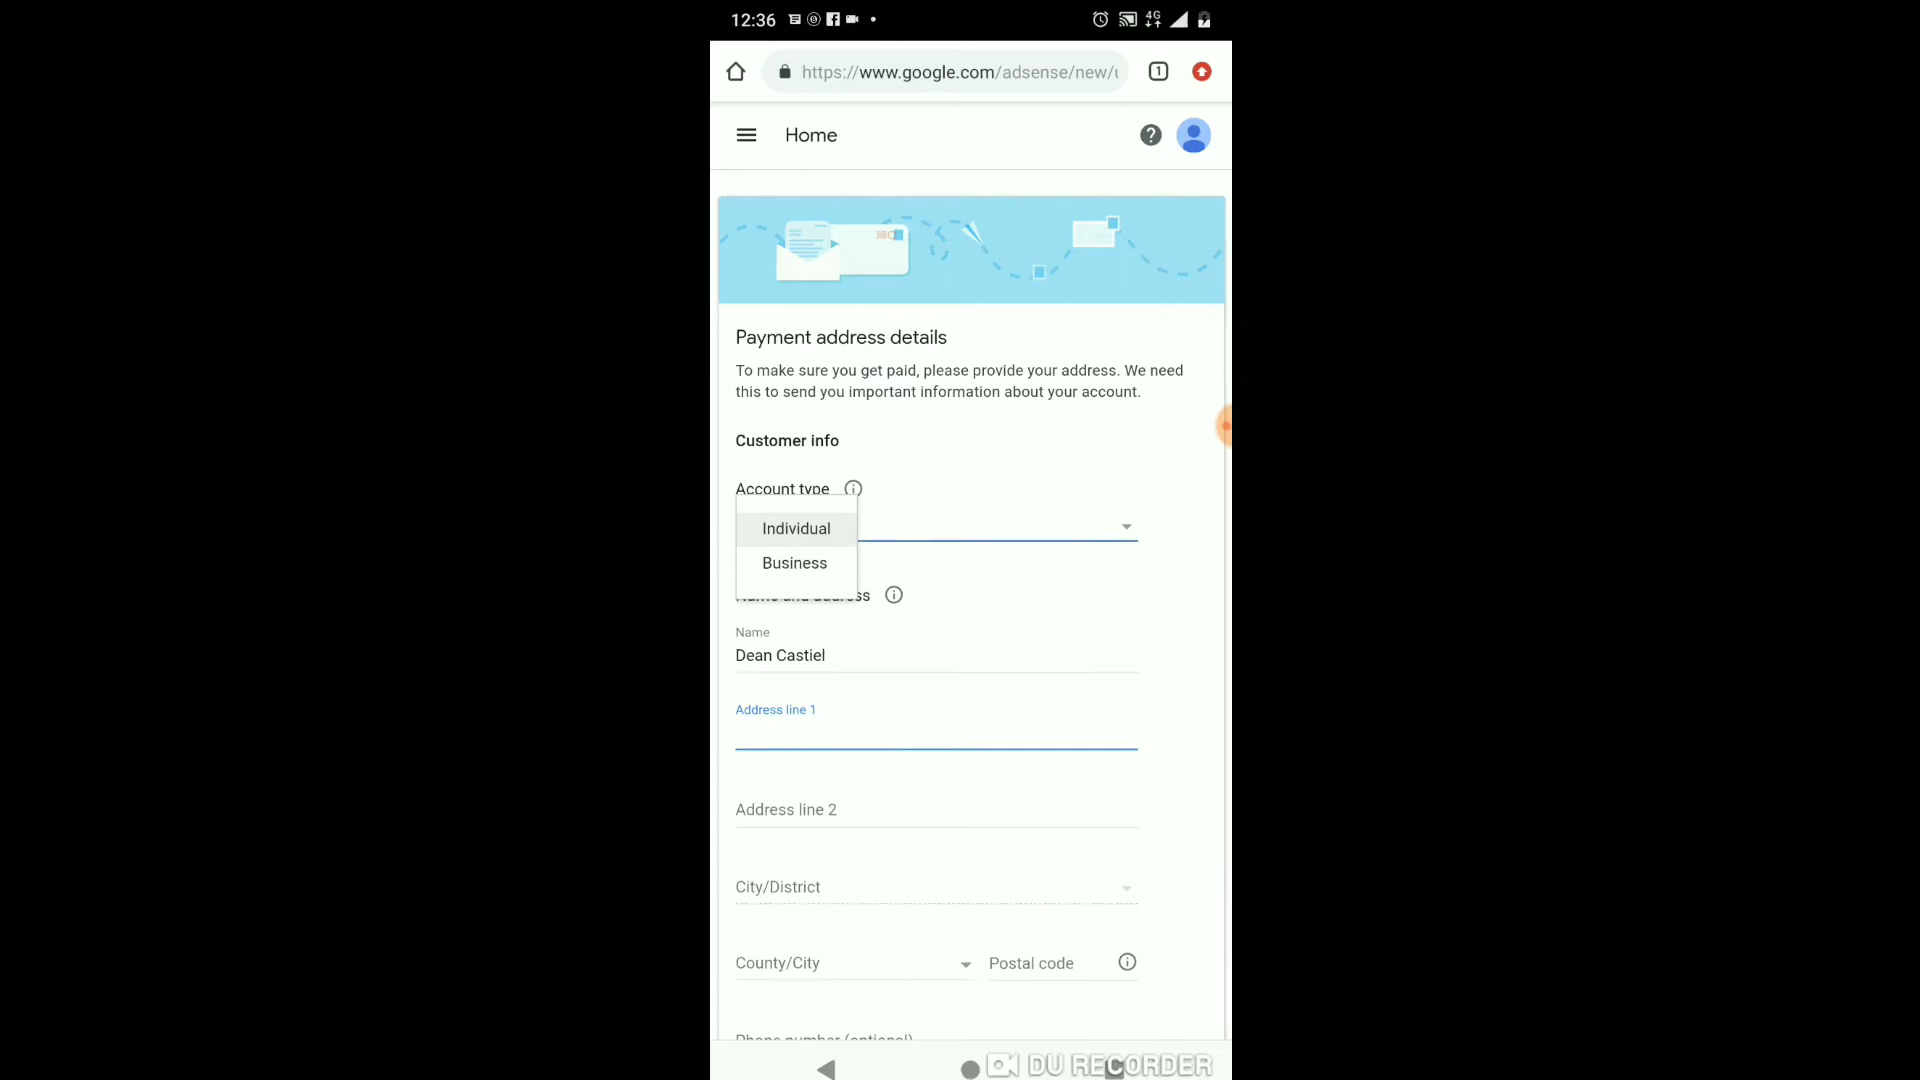 12:36
4G
https://www.google.com/adsense/new/u
1
Home
Payment address details
To make sure you get paid, please provide your address. We need
this to send you important information about your account.
Customer info
Account type
Individual
Business
Name and address
Name
Dean Castiel
Address line 1
Address line 2
City/District
County/City
Postal code
Phone number (optional)
DU RECORDER